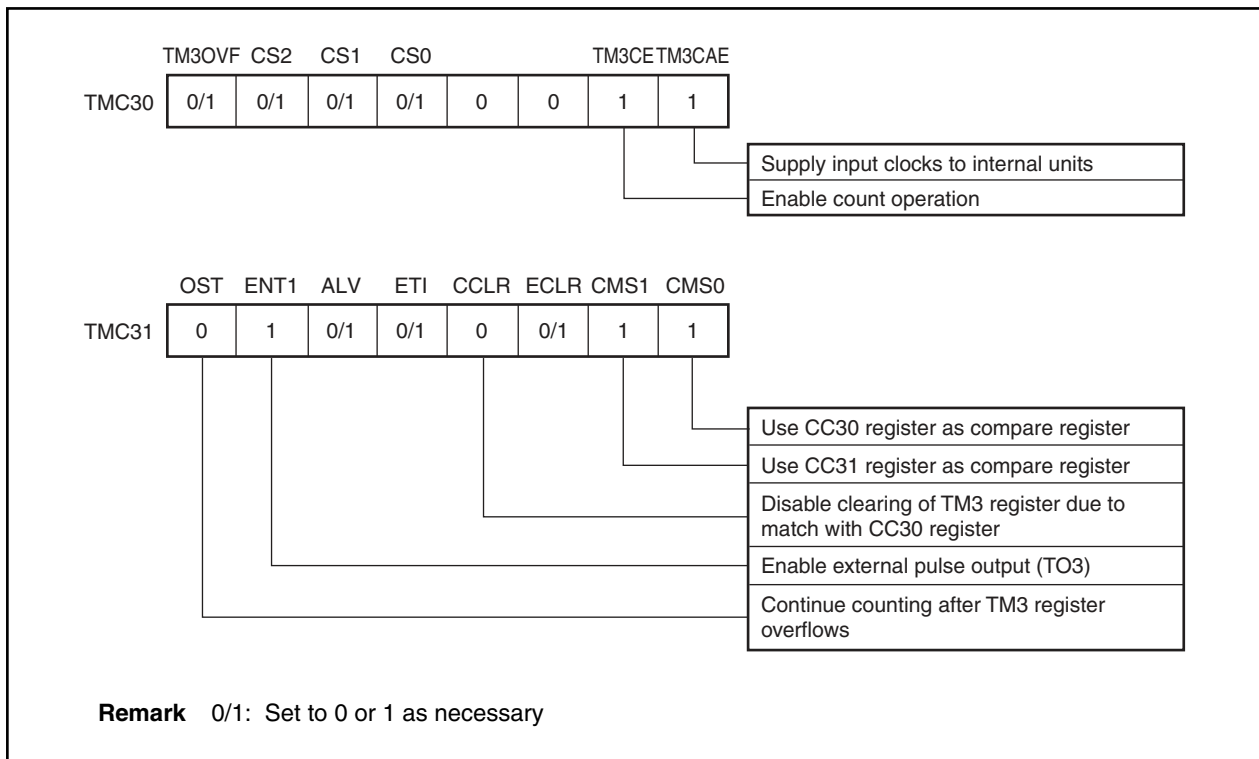 TM3OVF CS2 CS1 CS0 TM3CE TM3CAE
TMC30 0/1 0/1 0/1 0/1 0 0 1 1
Supply input clocks to internal units
Enable count operation
OST ENT1 ALV ETI CCLR ECLR CMS1 CMS0
TMC31 0 1 0/1 0/1 0 0/1 1 1
Use CC30 register as compare register
Use CC31 register as compare register
Disable clearing of TM3 register due to
match with CC30 register
Enable external pulse output (TO3)
Continue counting after TM3 register
overflows
Remark 0/1: Set to 0 or 1 as necessary